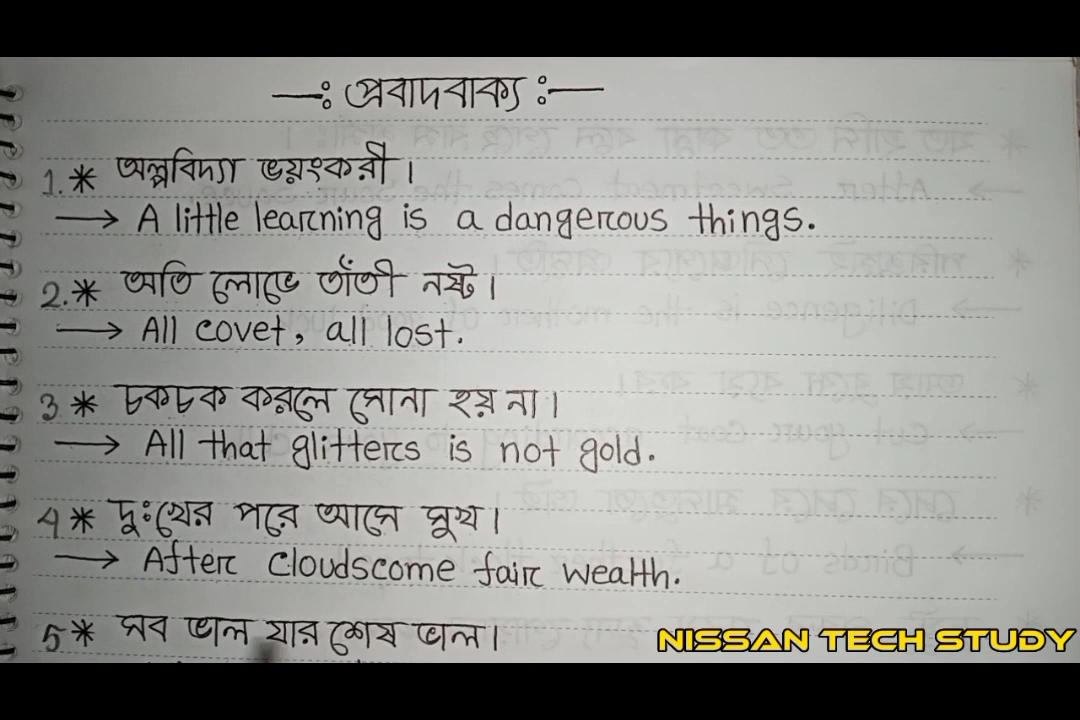 —ঃ প্রবাদবাক্য ঃ—
1.* অল্পবিদ্যা ভয়ংকরী।
→ A little learning is a dangerous things.
2.* অতি লোভে তাঁতী নষ্ট।
→ All covet, all lost.
3 * চকচক করলে সোনা হয় না।
→ All that glitters is not gold.
4 * দুঃখের পরে আসে সুখ।
→ After Cloudscome fair wealth.
5 * সব ভাল যার শেষ ভাল।
NISSAN TECH STUDY